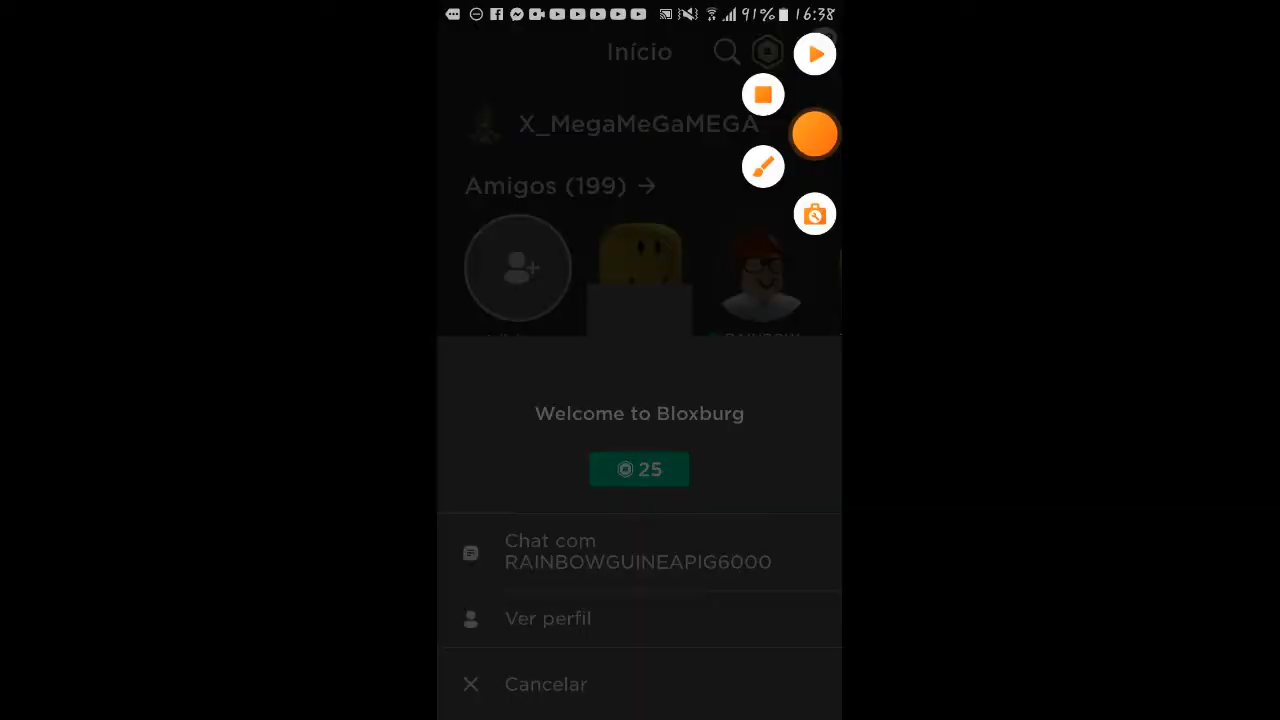 91% 16:38
Início
X_MegaMeGaMEGA
Amigos (199) →
Welcome to Bloxburg
25
Chat com
RAINBOWGUINEAPIG6000
Ver perfil
Cancelar